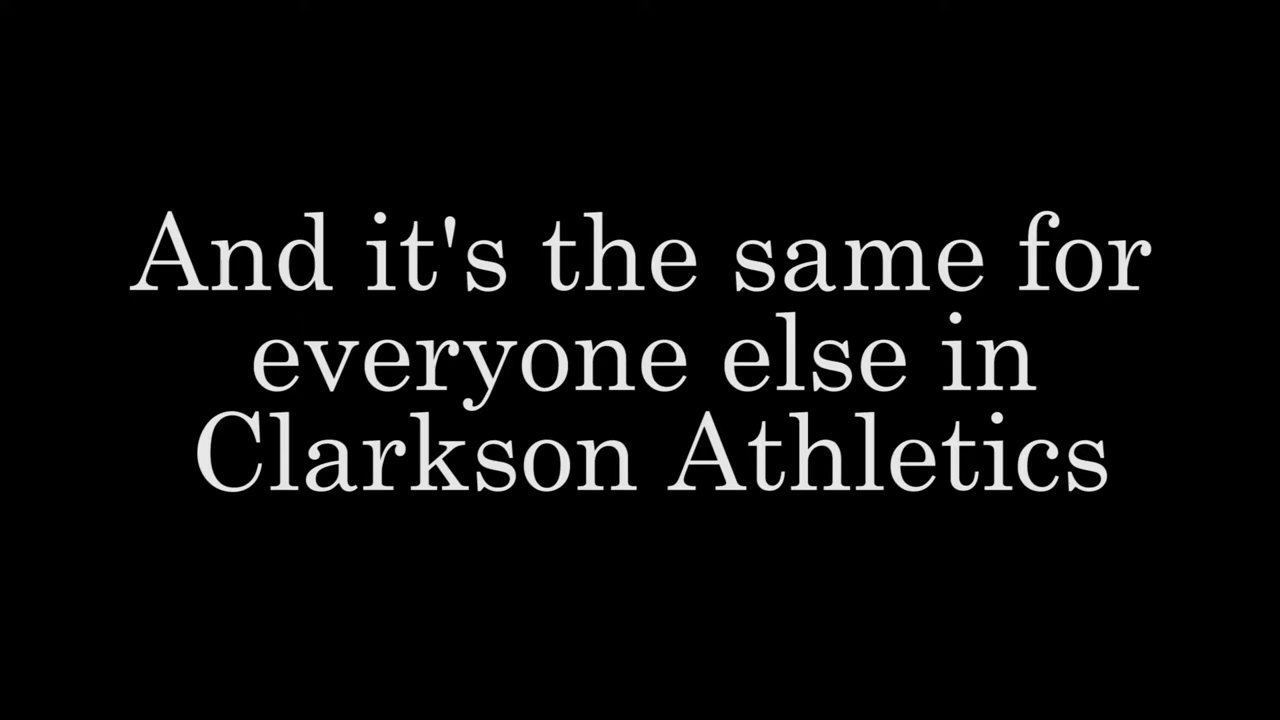 And it's the same for
everyone else in
Clarkson Athletics